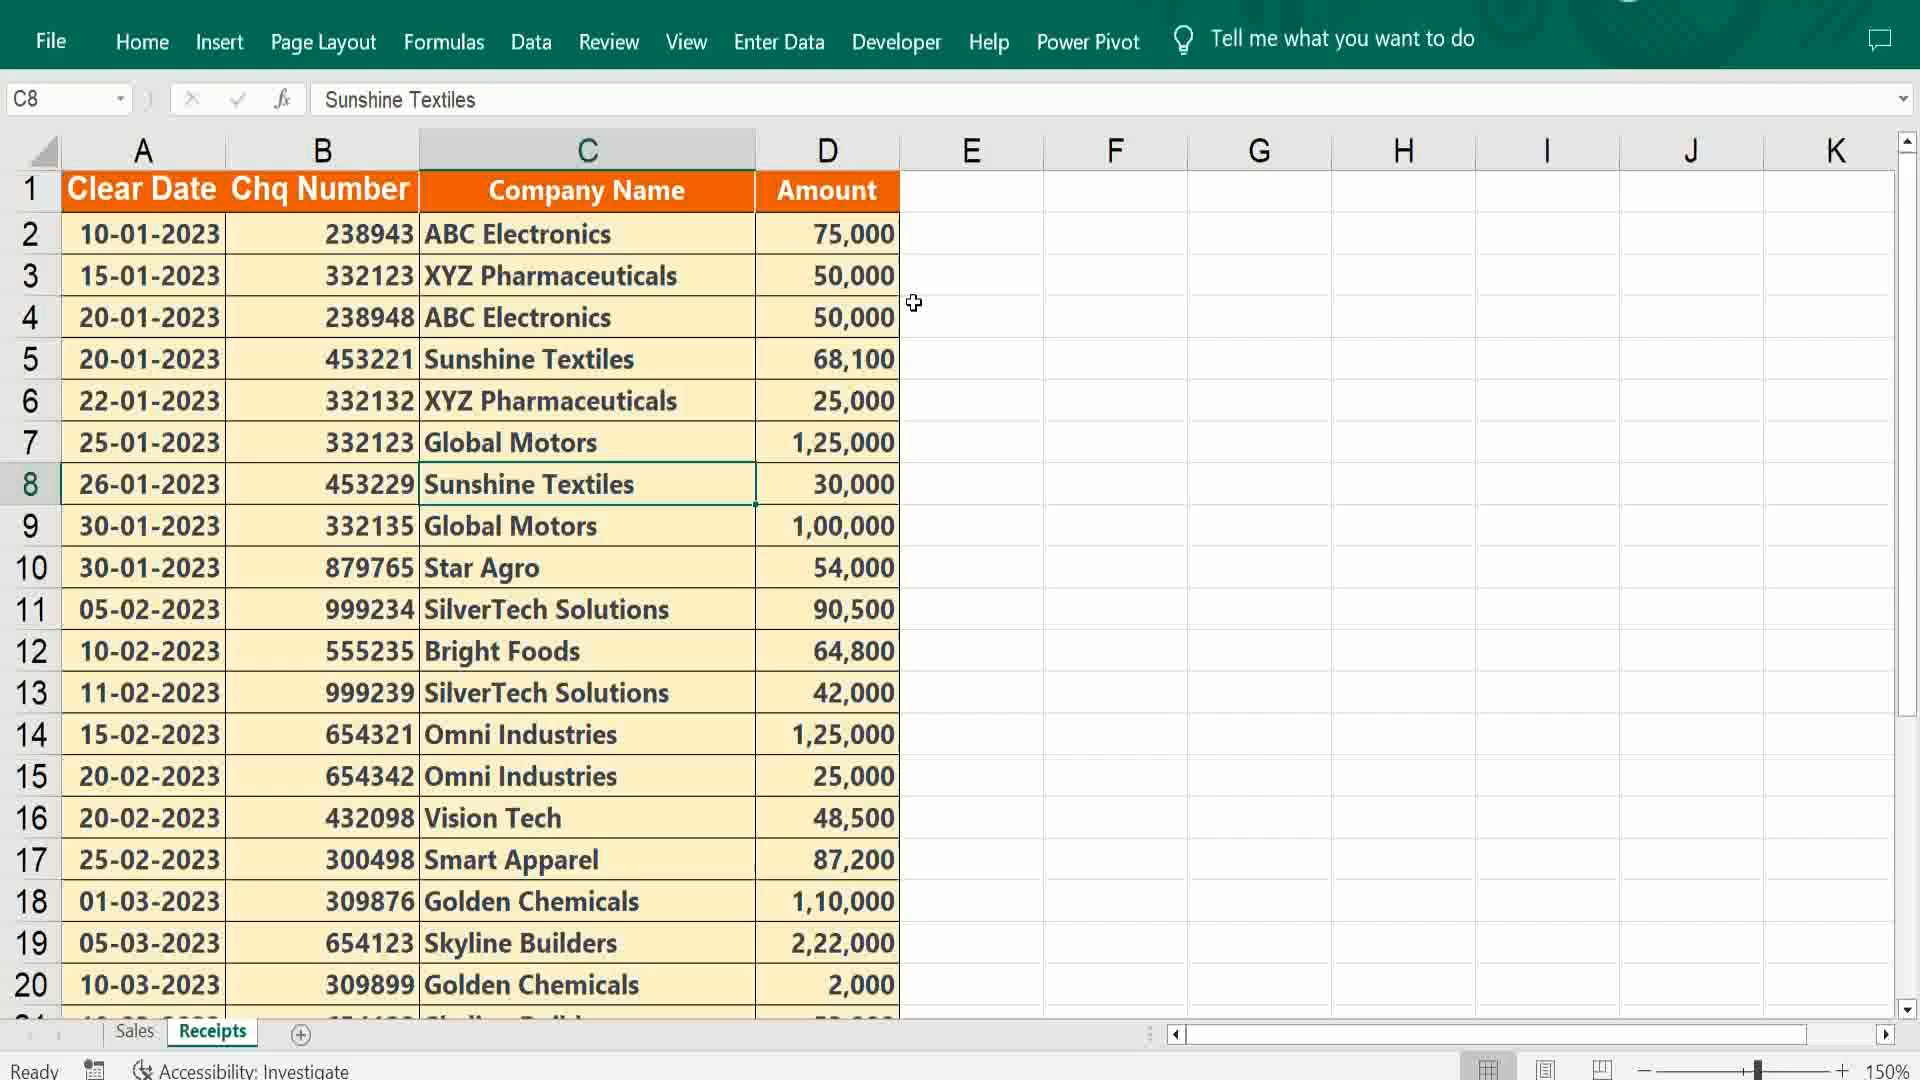 File Home Insert Page Layout Formulas Data Review View Enter Data Developer Help Power Pivot Tell me what you want to do
C8 fx Sunshine Textiles
A B C D E F G H I J K
1 Clear Date Chq Number Company Name Amount
2 10-01-2023 238943 ABC Electronics 75,000
3 15-01-2023 332123 XYZ Pharmaceuticals 50,000
4 20-01-2023 238948 ABC Electronics 50,000
5 20-01-2023 453221 Sunshine Textiles 68,100
6 22-01-2023 332132 XYZ Pharmaceuticals 25,000
7 25-01-2023 332123 Global Motors 1,25,000
8 26-01-2023 453229 Sunshine Textiles 30,000
9 30-01-2023 332135 Global Motors 1,00,000
10 30-01-2023 879765 Star Agro 54,000
11 05-02-2023 999234 SilverTech Solutions 90,500
12 10-02-2023 555235 Bright Foods 64,800
13 11-02-2023 999239 SilverTech Solutions 42,000
14 15-02-2023 654321 Omni Industries 1,25,000
15 20-02-2023 654342 Omni Industries 25,000
16 20-02-2023 432098 Vision Tech 48,500
17 25-02-2023 300498 Smart Apparel 87,200
18 01-03-2023 309876 Golden Chemicals 1,10,000
19 05-03-2023 654123 Skyline Builders 2,22,000
20 10-03-2023 309899 Golden Chemicals 2,000
Sales Receipts
Ready Accessibility: Investigate 150%